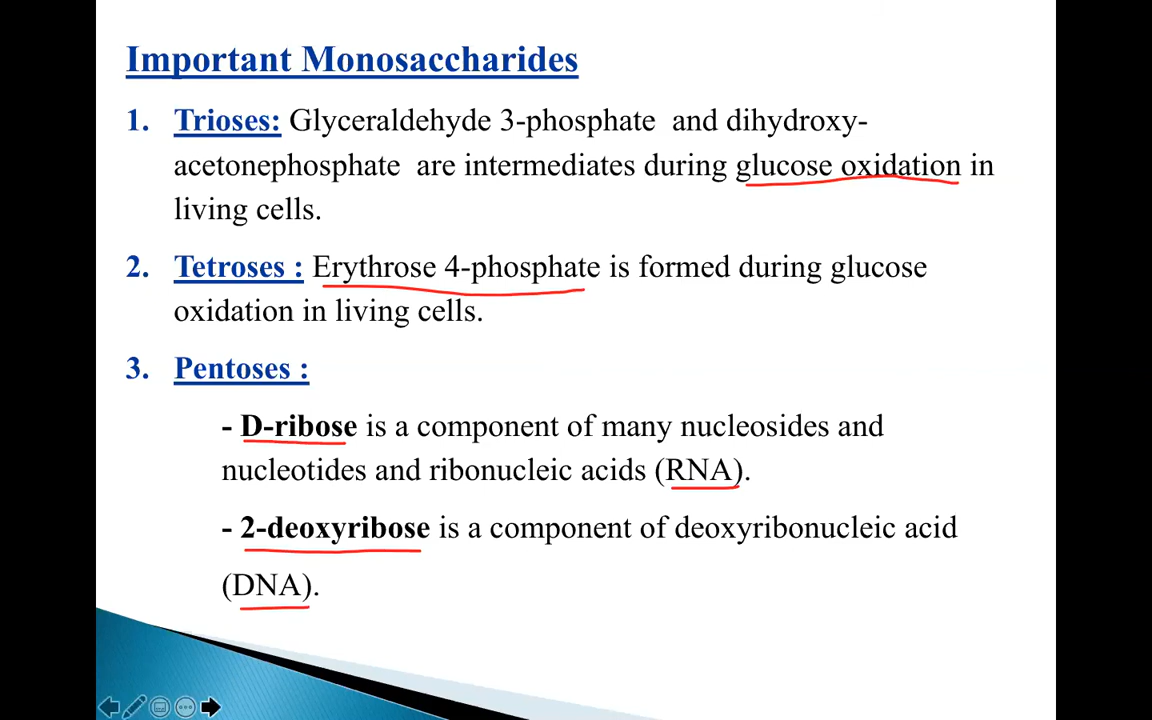 Important Monosaccharides
1. Trioses: Glyceraldehyde 3-phosphate and dihydroxy-
acetonephosphate are intermediates during glucose oxidation in
living cells.
2. Tetroses : Erythrose 4-phosphate is formed during glucose
oxidation in living cells.
3. Pentoses :
- D-ribose is a component of many nucleosides and
nucleotides and ribonucleic acids (RNA).
- 2-deoxyribose is a component of deoxyribonucleic acid
(DNA).